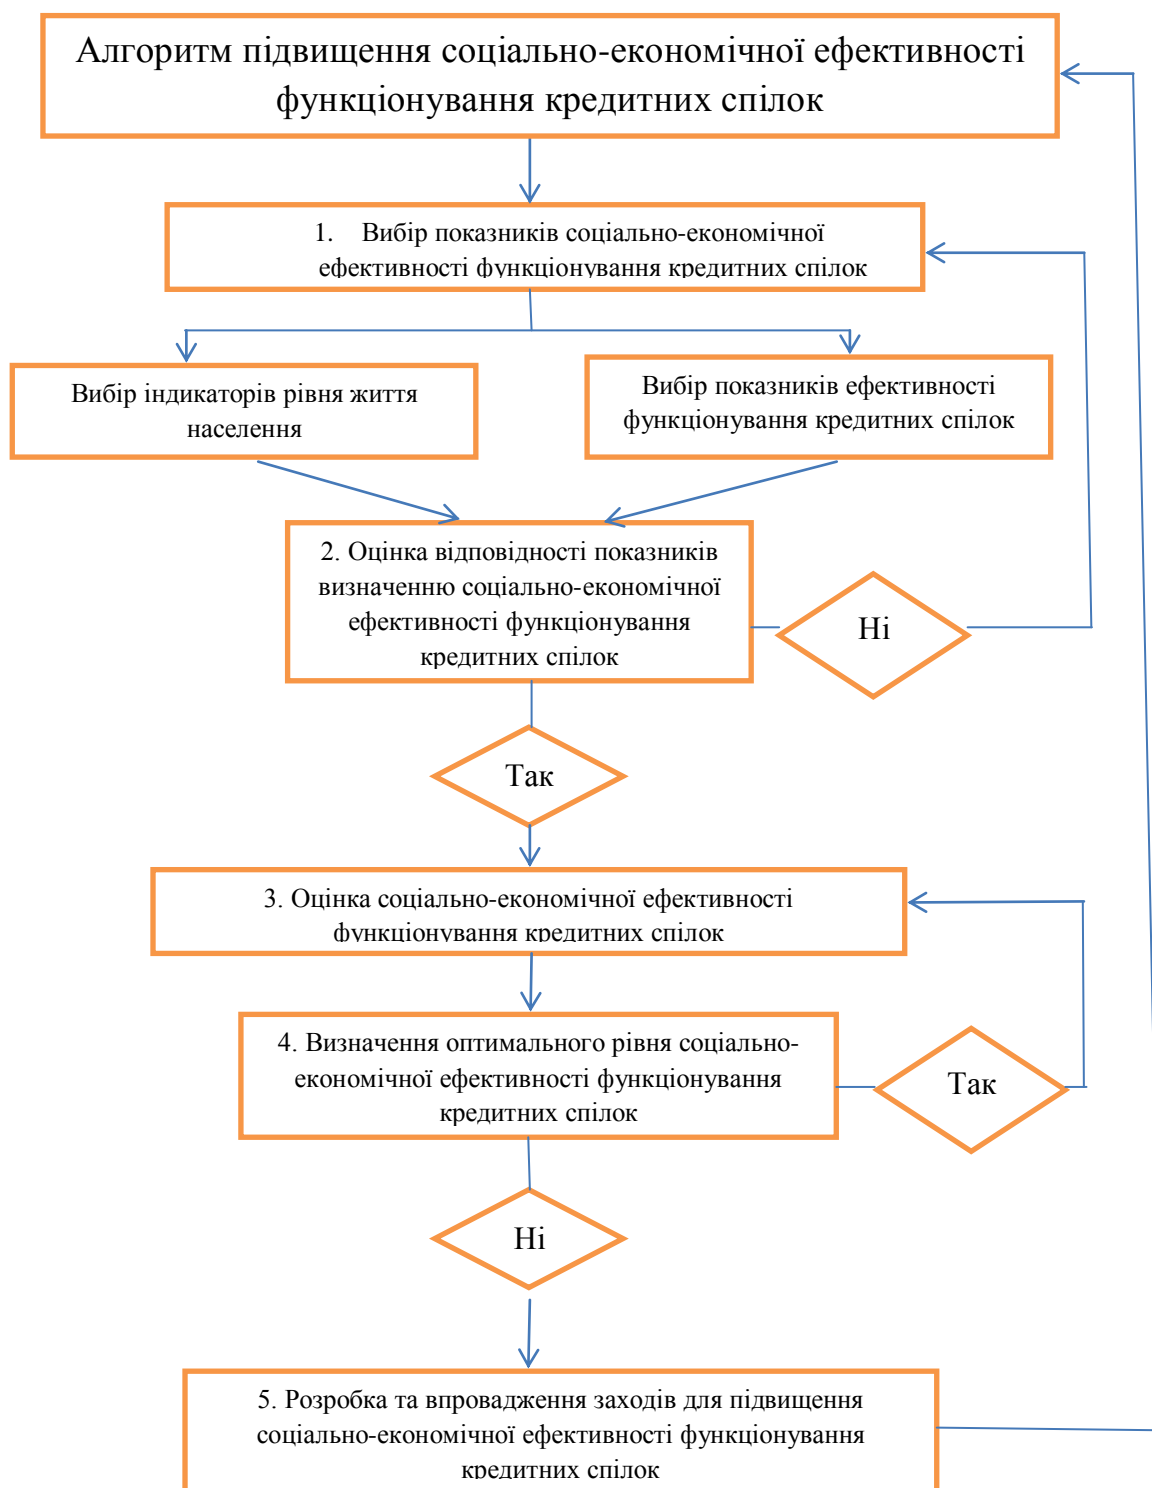 Алгоритм підвищення соціально-економічної ефективності
функціонування кредитних спілок
1. Вибір показників соціально-економічної
ефективності функціонування кредитних спілок
Вибір індикаторів рівня життя
населення
Вибір показників ефективності
функціонування кредитних спілок
2. Оцінка відповідності показників
визначенню соціально-економічної
ефективності функціонування
кредитних спілок
Ні
Так
3. Оцінка соціально-економічної ефективності
функціонування кредитних спілок
4. Визначення оптимального рівня соціально-
економічної ефективності функціонування
кредитних спілок
Так
Ні
5. Розробка та впровадження заходів для підвищення
соціально-економічної ефективності функціонування
кредитних спілок